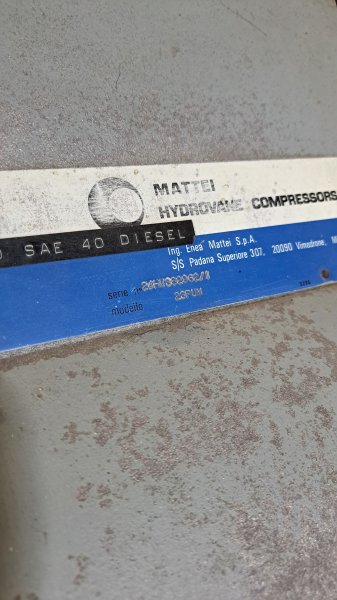 MATTEI
HYDROVANE COMPRESSORS
SAE 40 DIESEL
Ing. Enea Mattei S.p.A.
S/S Padana Superiore 307, 20090 Vimodrone, M
serie n.
modello